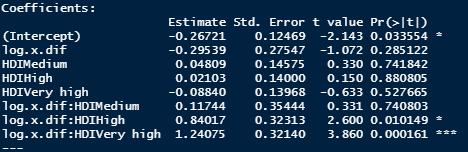 Coefficients:
Estimate Std. Error t value Pr(>|t|)
(Intercept) -0.26721 0.12469 -2.143 0.033554 *
log.x.dif -0.29539 0.27547 -1.072 0.285122
HDIMedium 0.04809 0.14575 0.330 0.741842
HDIHigh 0.02103 0.14000 0.150 0.880805
HDIVery high -0.08840 0.13968 -0.633 0.527665
log.x.dif:HDIMedium 0.11744 0.35444 0.331 0.740803
log.x.dif:HDIHigh 0.84017 0.32313 2.600 0.010149 *
log.x.dif:HDIVery high 1.24075 0.32140 3.860 0.000161 ***
---